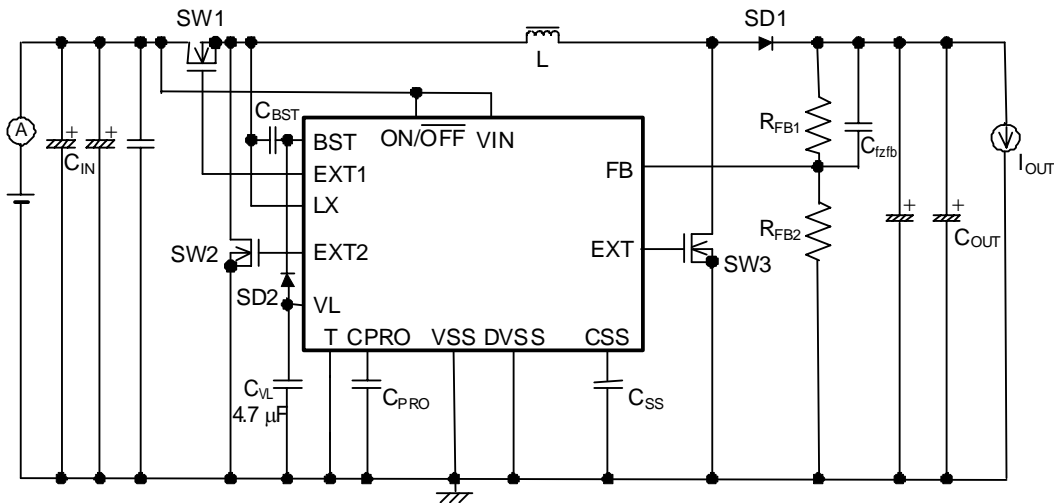 SW1
SD1
L
A
+
+
C_IN
C_BST
BST
ON/O̅F̅F̅
VIN
EXT1
LX
FB
R_FB1
C_fzfb
I_OUT
SW2
EXT2
EXT
SW3
R_FB2
+
+
C_OUT
SD2
VL
T
CPRO
VSS
DVSS
CSS
C_VL
4.7 μF
C_PRO
C_SS